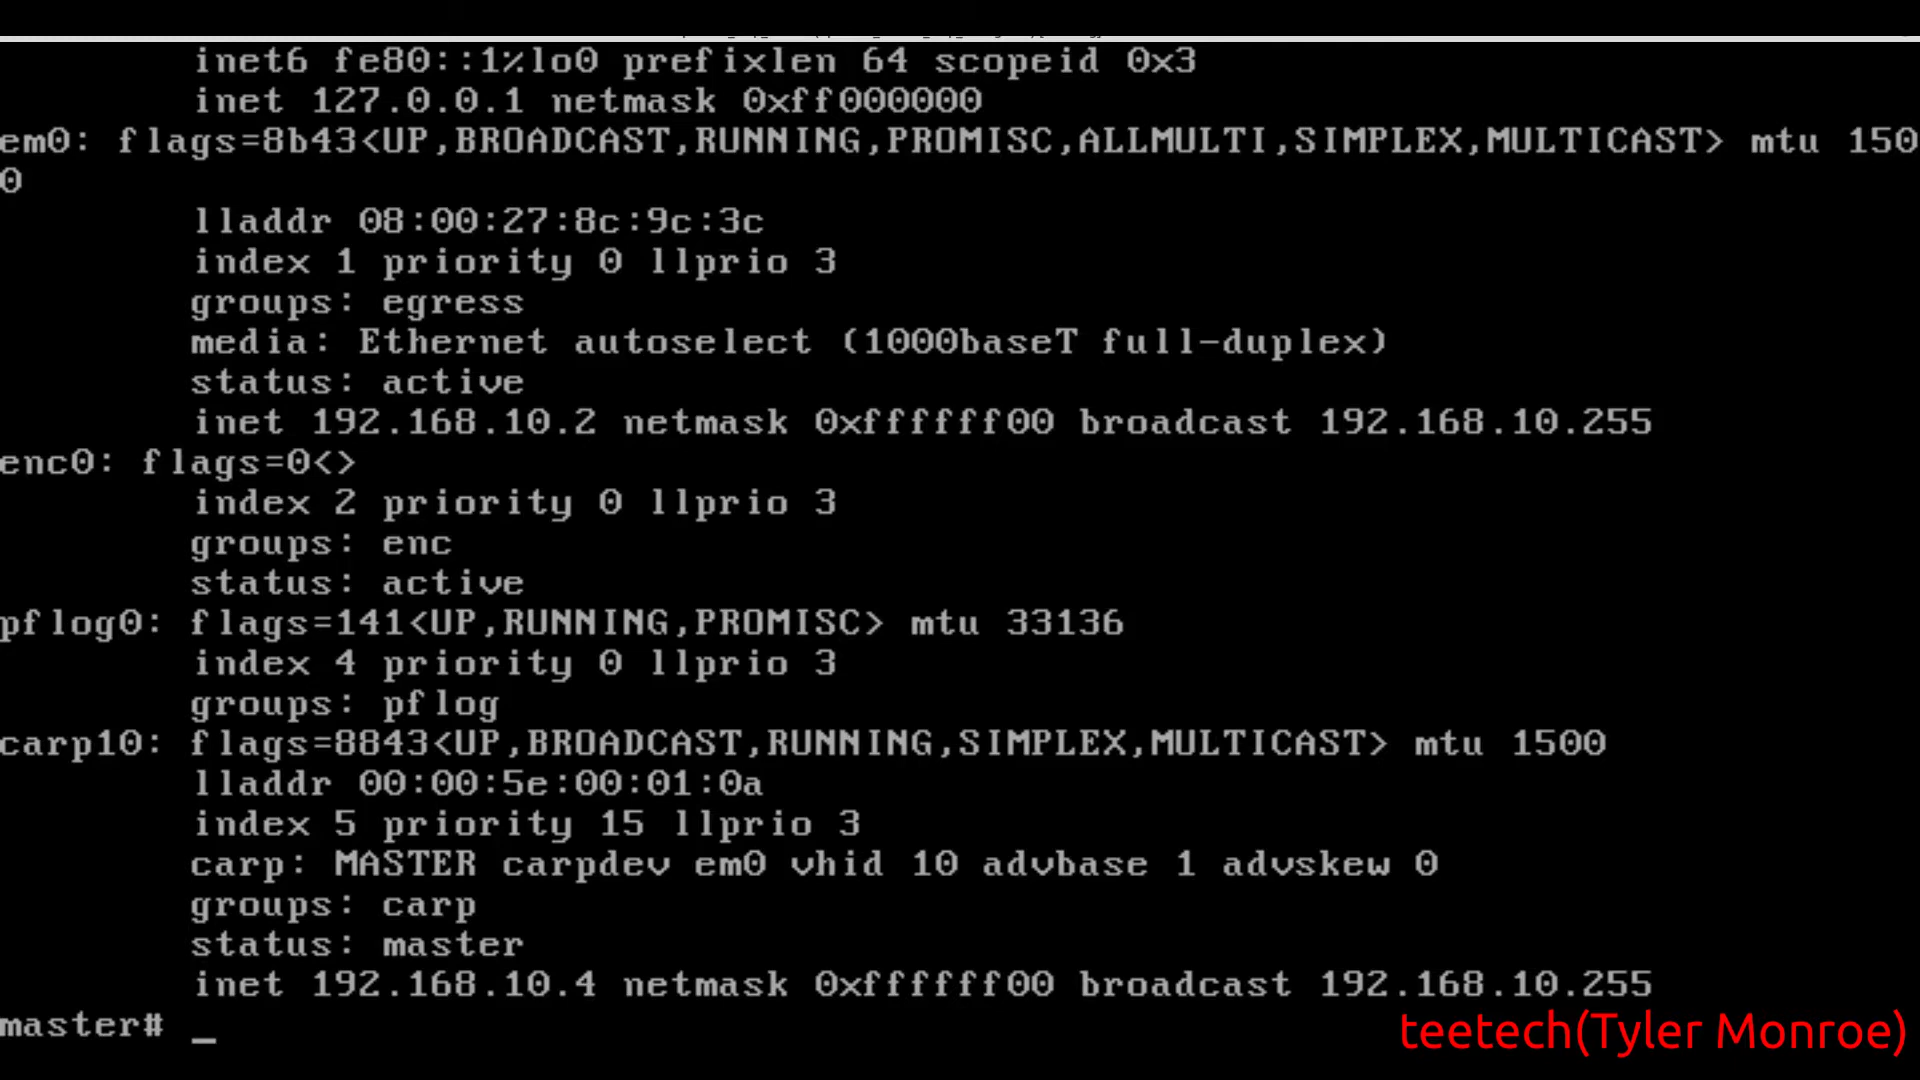 inet6 fe80::1%lo0 prefixlen 64 scopeid 0x3
inet 127.0.0.1 netmask 0xff000000
em0: flags=8b43<UP,BROADCAST,RUNNING,PROMISC,ALLMULTI,SIMPLEX,MULTICAST> mtu 150
0
lladdr 08:00:27:8c:9c:3c
index 1 priority 0 llprio 3
groups: egress
media: Ethernet autoselect (1000baseT full-duplex)
status: active
inet 192.168.10.2 netmask 0xffffff00 broadcast 192.168.10.255
enc0: flags=0<>
index 2 priority 0 llprio 3
groups: enc
status: active
pflog0: flags=141<UP,RUNNING,PROMISC> mtu 33136
index 4 priority 0 llprio 3
groups: pflog
carp10: flags=8843<UP,BROADCAST,RUNNING,SIMPLEX,MULTICAST> mtu 1500
lladdr 00:00:5e:00:01:0a
index 5 priority 15 llprio 3
carp: MASTER carpdev em0 vhid 10 advbase 1 advskew 0
groups: carp
status: master
inet 192.168.10.4 netmask 0xffffff00 broadcast 192.168.10.255
master# _
teetech(Tyler Monroe)